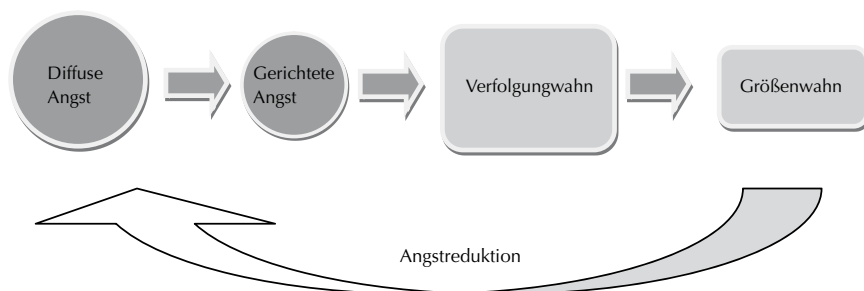 Diffuse
Angst
Gerichtete
Angst
Verfolgungwahn
Größenwahn
Angstreduktion